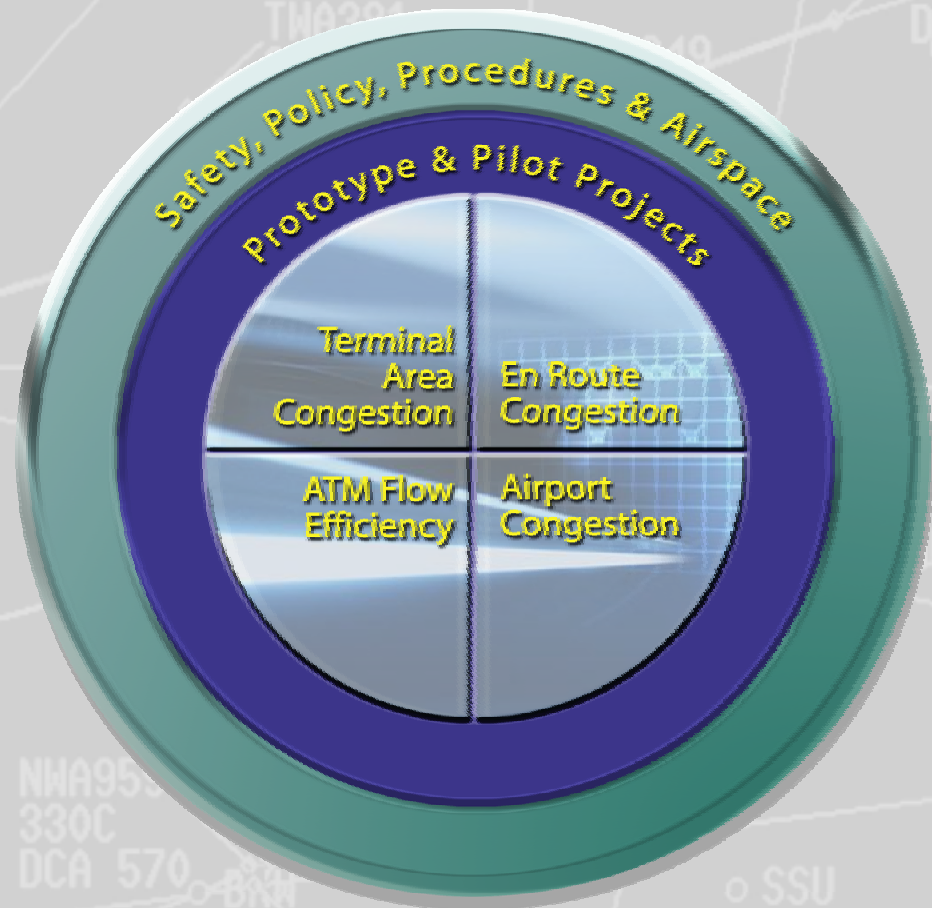 TWA391
Safety, Policy, Procedures & Airspace
Prototype & Pilot Projects
Terminal
Area
Congestion
En Route
Congestion
ATM Flow
Efficiency
Airport
Congestion
330C
DCA 570
SSU